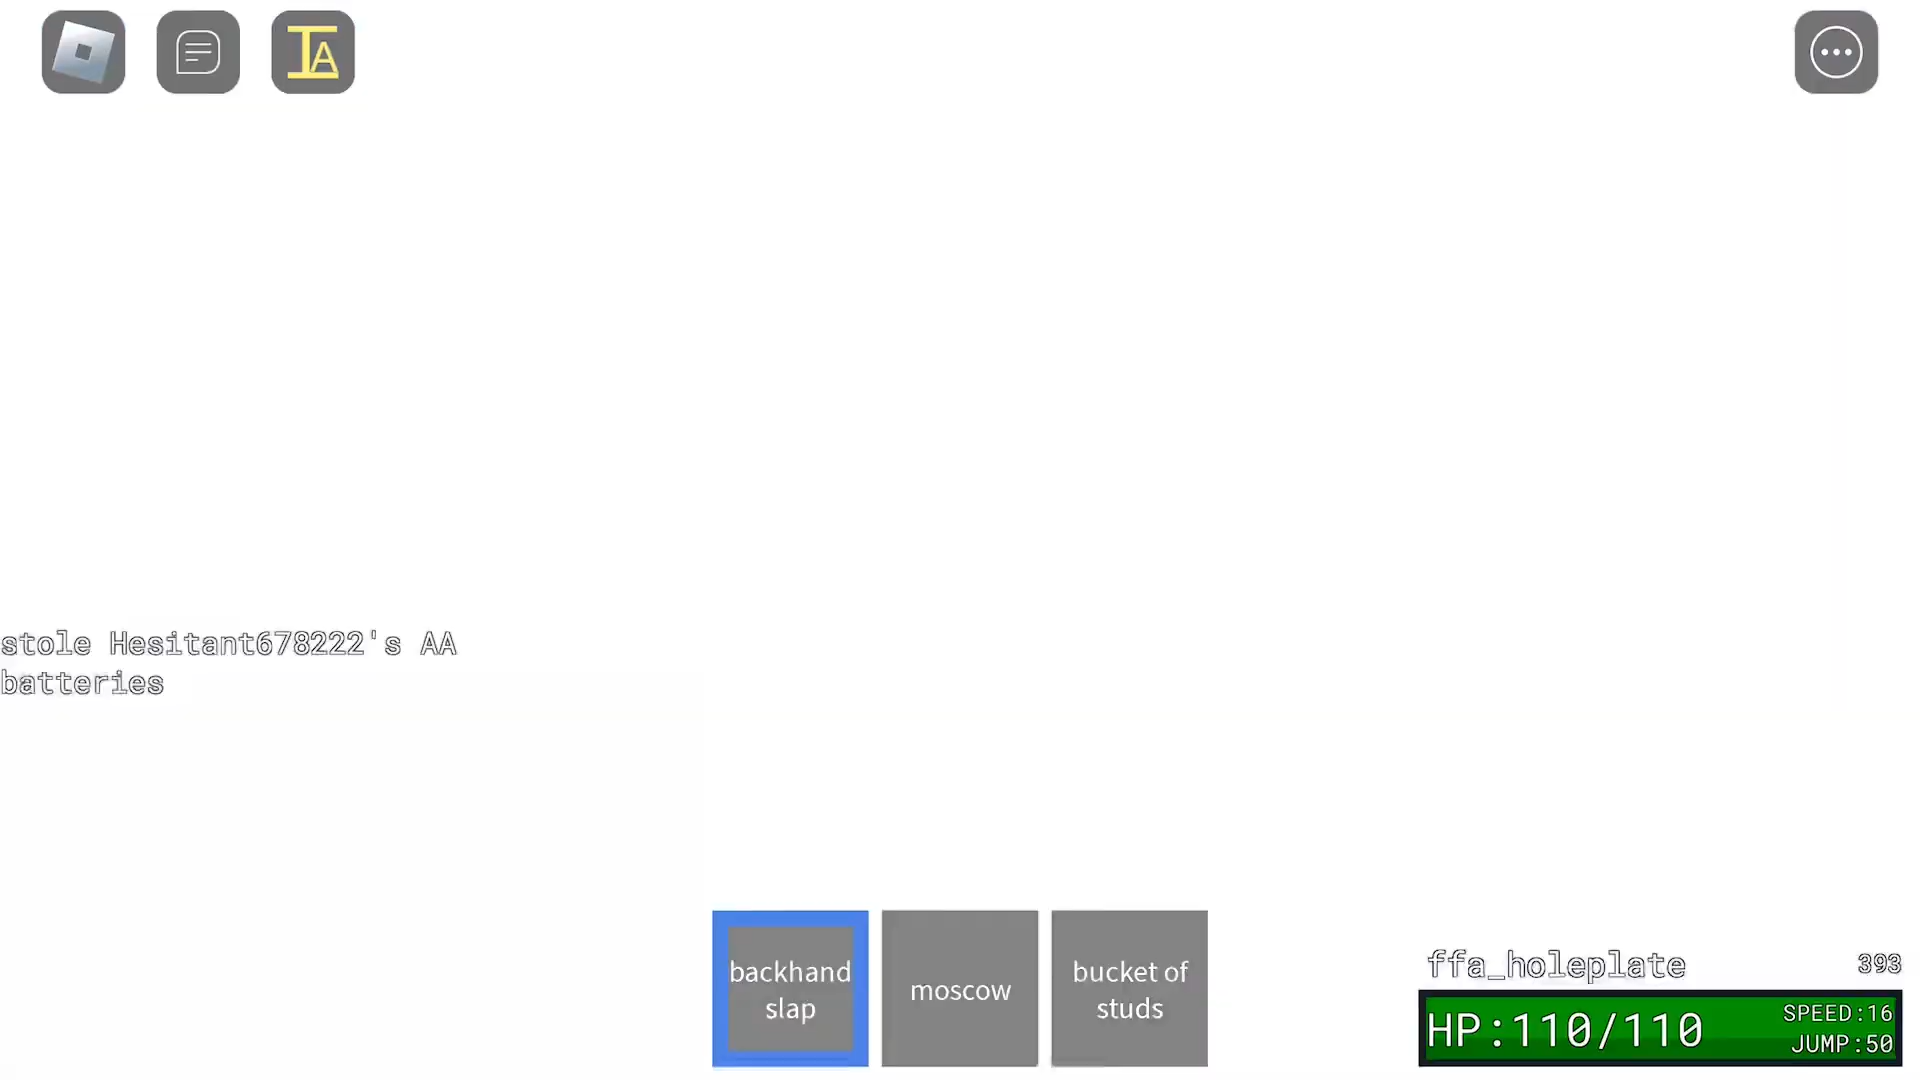 IA
stole Hesitant678222's AA
batteries
backhand
slap
moscow
bucket of
studs
ffa_holeplate
393
HP:110/110
SPEED:16
JUMP:50